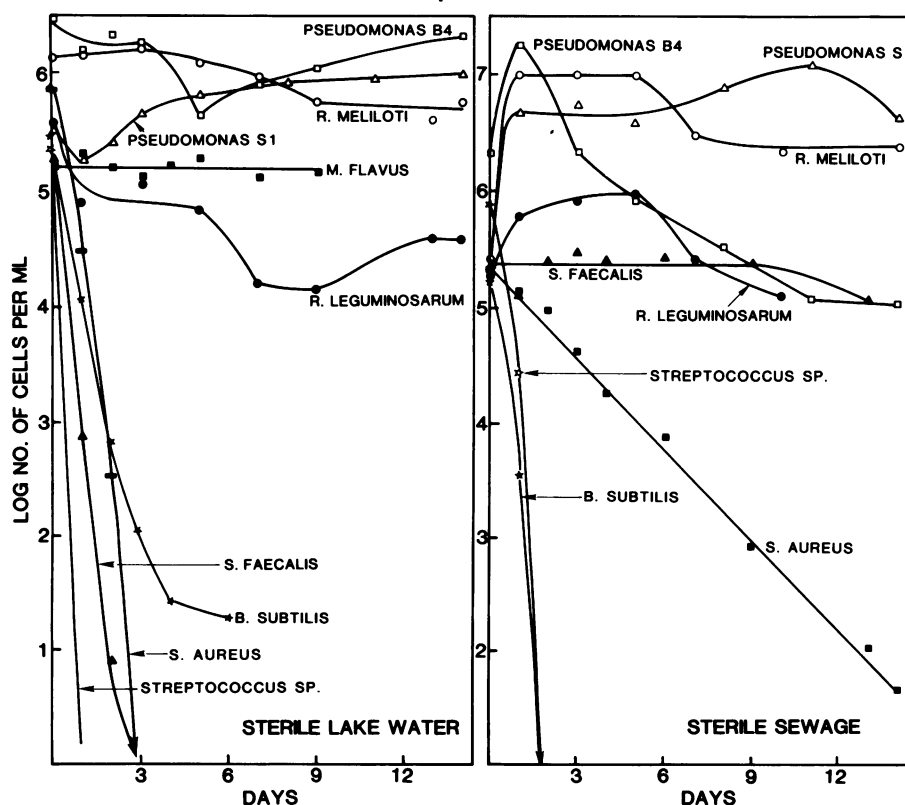 LOG NO. OF CELLS PER ML
6
5
4
3
2
1
PSEUDOMONAS B4
R. MELILOTI
PSEUDOMONAS S1
M. FLAVUS
R. LEGUMINOSARUM
S. FAECALIS
B. SUBTILIS
S. AUREUS
STREPTOCOCCUS SP.
STERILE LAKE WATER
3
6
9
12
DAYS
7
6
5
4
3
2
PSEUDOMONAS B4
PSEUDOMONAS S
R. MELILOTI
S. FAECALIS
R. LEGUMINOSARUM
STREPTOCOCCUS SP.
B. SUBTILIS
S. AUREUS
STERILE SEWAGE
3
6
9
12
DAYS